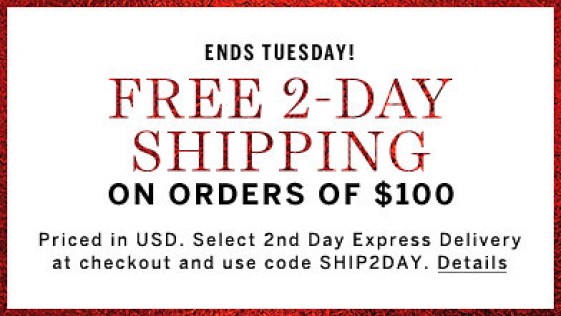 ENDS TUESDAY!
FREE 2-DAY
SHIPPING
ON ORDERS OF $100
Priced in USD. Select 2nd Day Express Delivery
at checkout and use code SHIP2DAY. Details